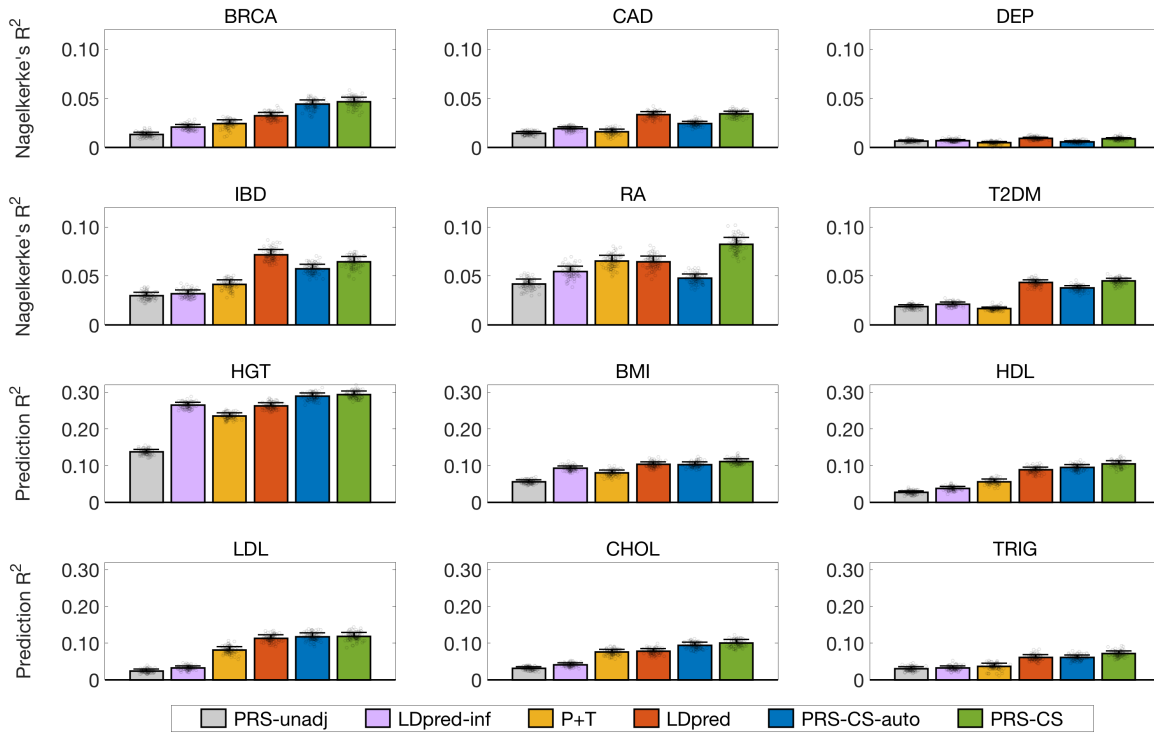 BRCA CAD DEP
Nagelkerke's R²
0.10 0.10 0.10
0.05 0.05 0.05
0 0 0
IBD RA T2DM
Nagelkerke's R²
0.10 0.10 0.10
0.05 0.05 0.05
0 0 0
HGT BMI HDL
Prediction R²
0.30 0.30 0.30
0.20 0.20 0.20
0.10 0.10 0.10
0 0 0
LDL CHOL TRIG
Prediction R²
0.30 0.30 0.30
0.20 0.20 0.20
0.10 0.10 0.10
0 0 0
PRS-unadj LDpred-inf P+T LDpred PRS-CS-auto PRS-CS